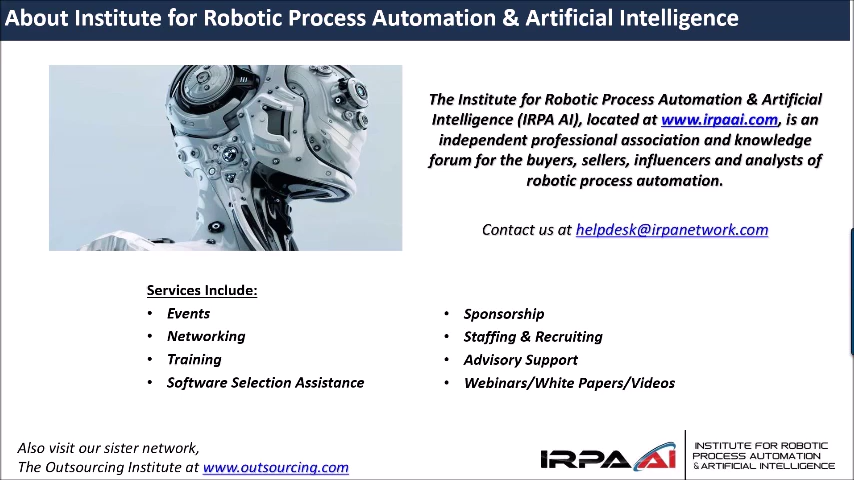 About Institute for Robotic Process Automation & Artificial Intelligence
The Institute for Robotic Process Automation & Artificial
Intelligence (IRPA AI), located at www.irpaai.com, is an
independent professional association and knowledge
forum for the buyers, sellers, influencers and analysts of
robotic process automation.
Contact us at helpdesk@irpanetwork.com
Services Include:
• Events
• Networking
• Training
• Software Selection Assistance
• Sponsorship
• Staffing & Recruiting
• Advisory Support
• Webinars/White Papers/Videos
Also visit our sister network,
The Outsourcing Institute at www.outsourcing.com
IRPA AI
INSTITUTE FOR ROBOTIC
PROCESS AUTOMATION
& ARTIFICIAL INTELLIGENCE